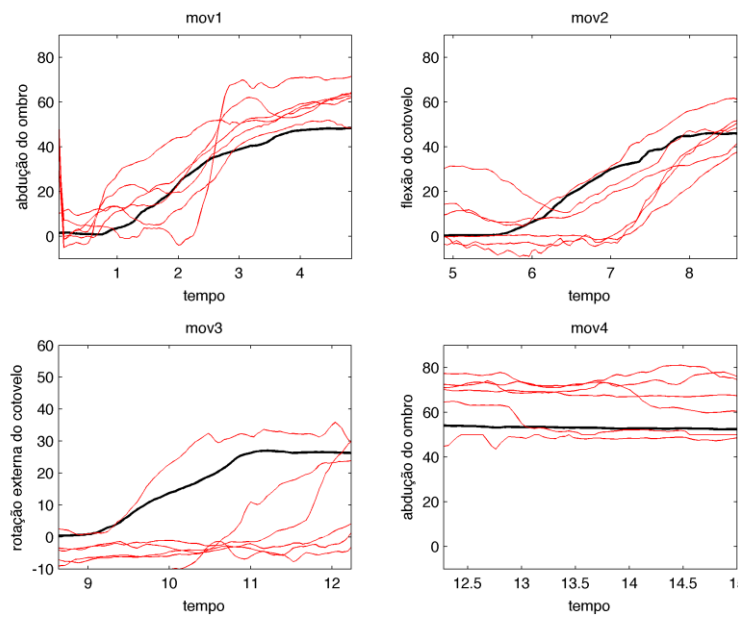 mov1
80
60
40
20
0
abdução do ombro
1 2 3 4
tempo
mov2
80
60
40
20
0
flexão do cotovelo
5 6 7 8
tempo
mov3
60
50
40
30
20
10
0
-10
rotação externa do cotovelo
9 10 11 12
tempo
mov4
80
60
40
20
0
abdução do ombro
12.5 13 13.5 14 14.5
tempo